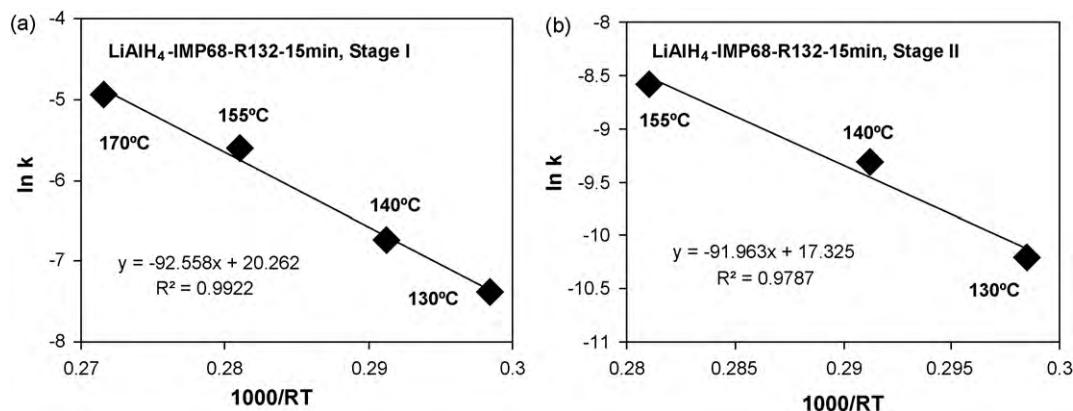 (a)
LiAlH4-IMP68-R132-15min, Stage I
-4
-5
-6
-7
-8
ln k
170ºC
155ºC
140ºC
130ºC
y = -92.558x + 20.262
R² = 0.9922
0.27
0.28
0.29
0.3
1000/RT
(b)
LiAlH4-IMP68-R132-15min, Stage II
-8
-8.5
-9
-9.5
-10
-10.5
-11
ln k
155ºC
140ºC
130ºC
y = -91.963x + 17.325
R² = 0.9787
0.28
0.285
0.29
0.295
0.3
1000/RT